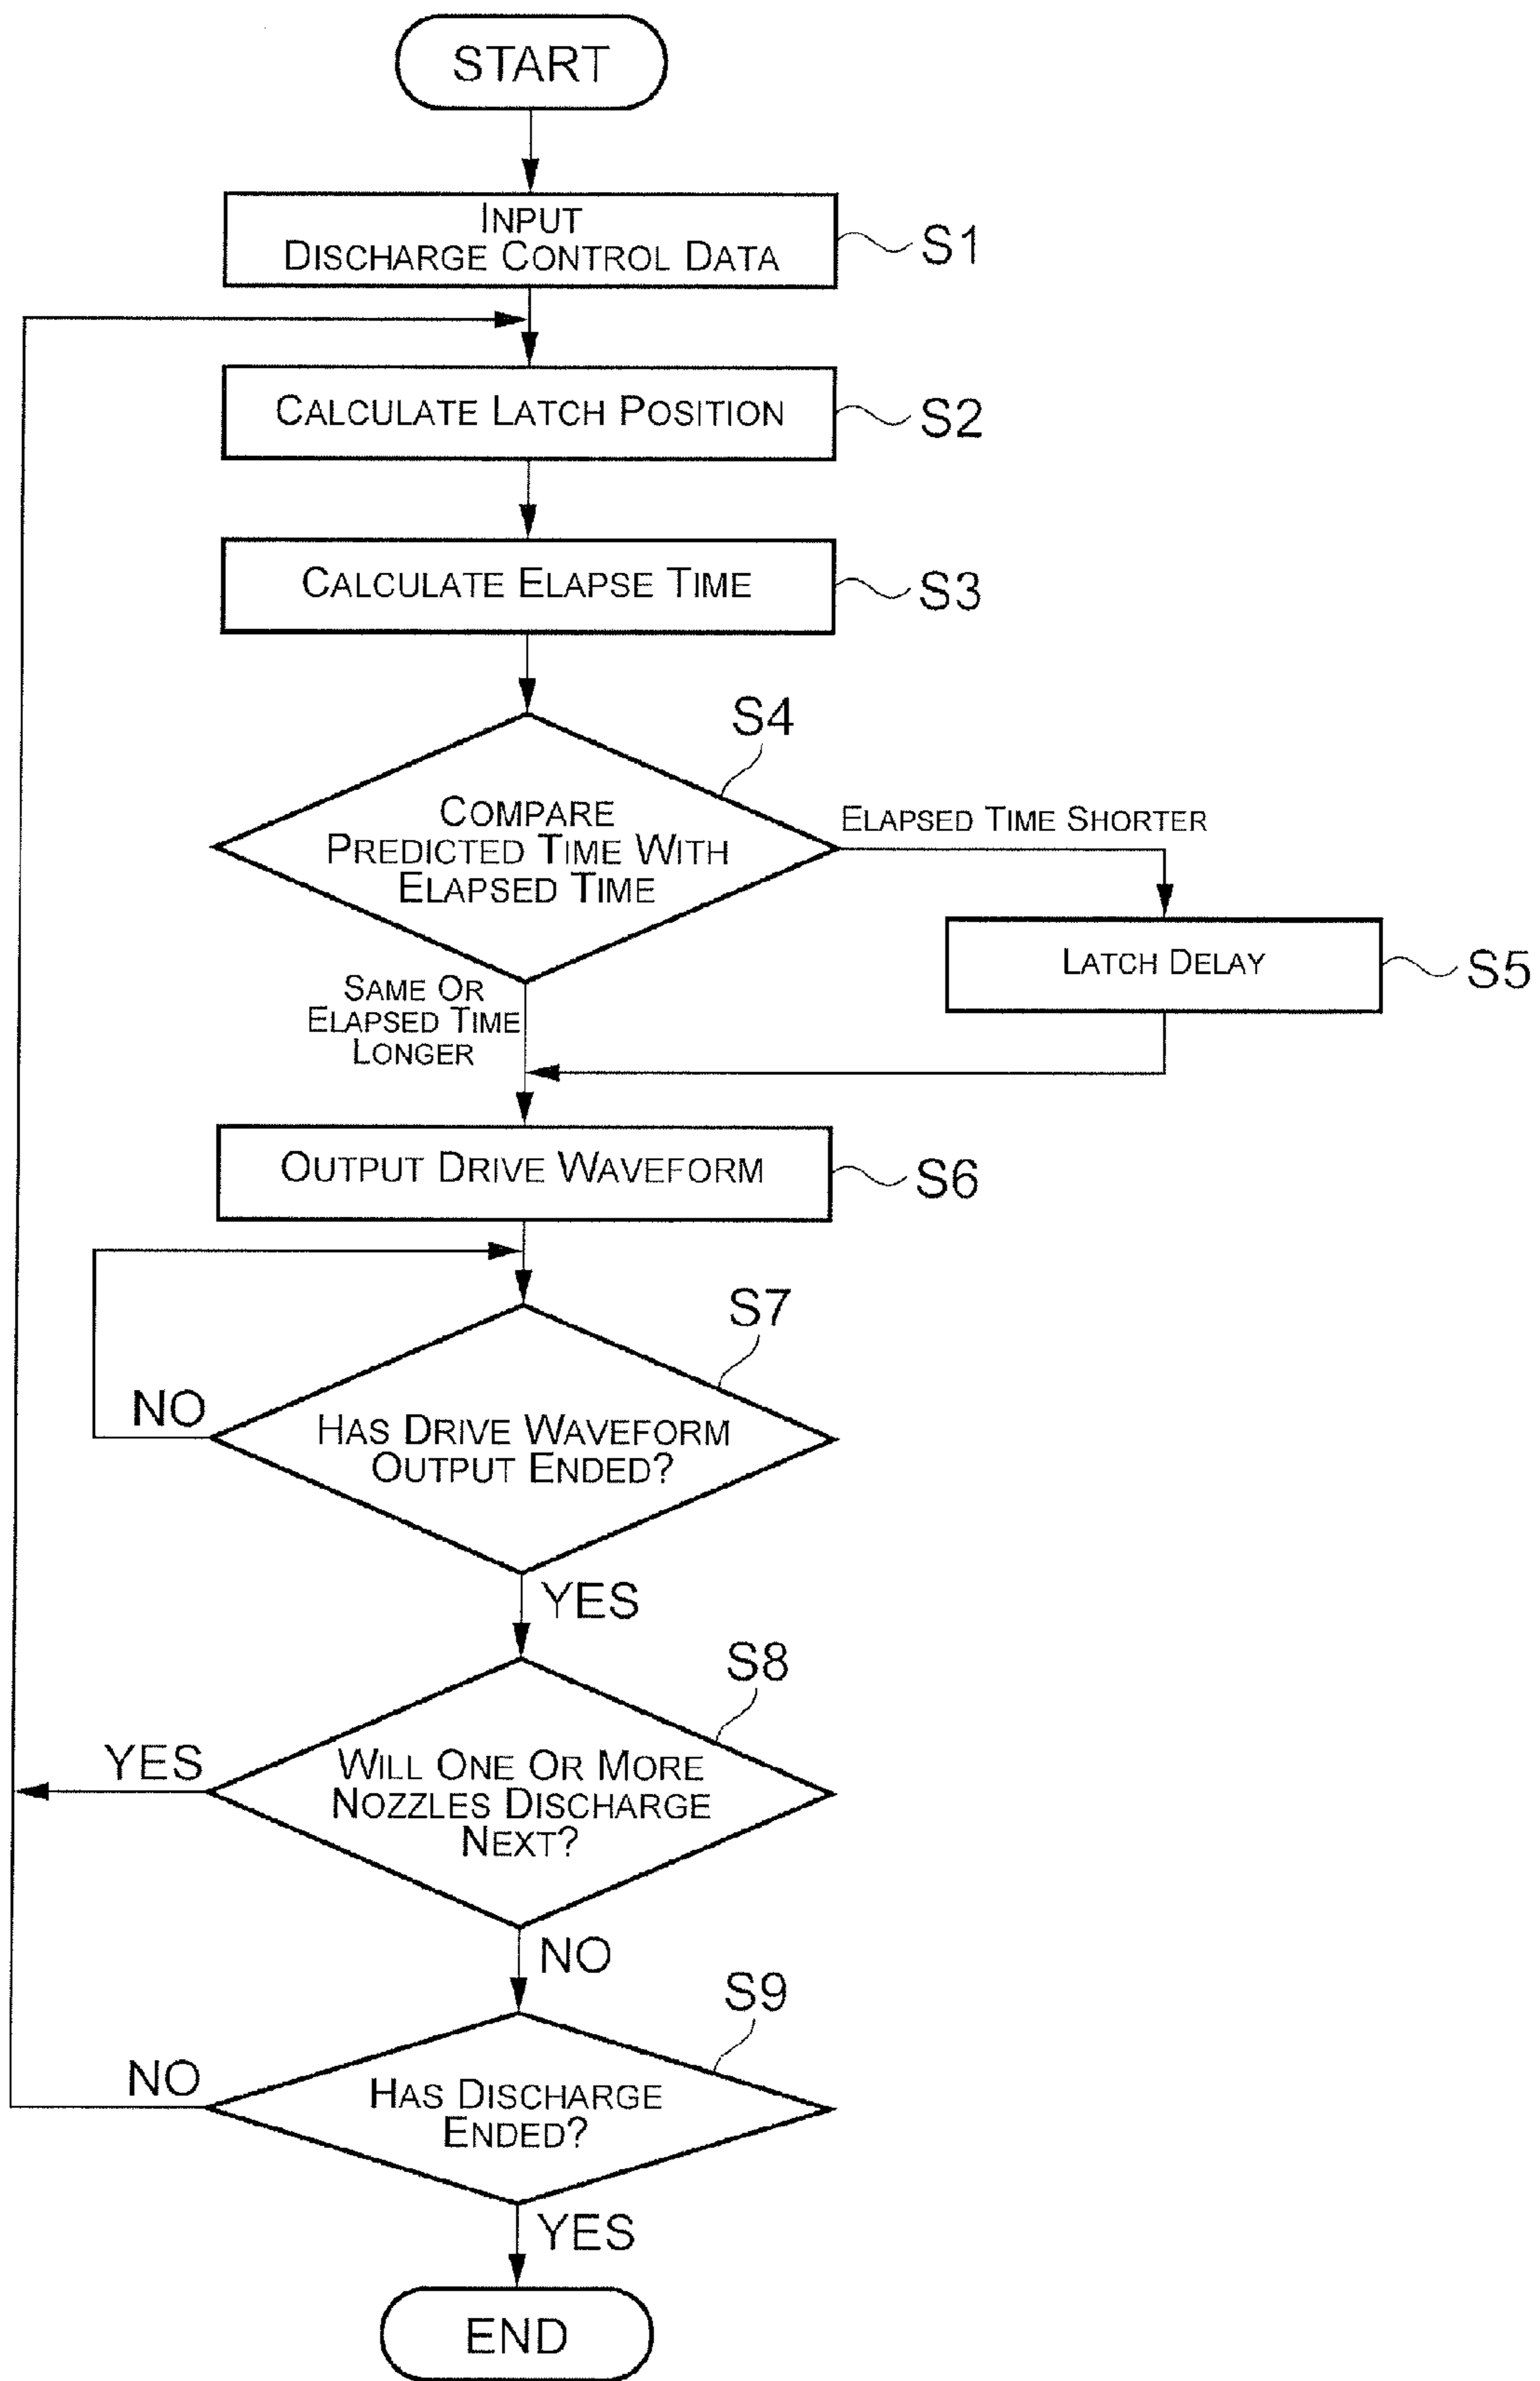 START
INPUT
DISCHARGE CONTROL DATA
S1
CALCULATE LATCH POSITION
S2
CALCULATE ELAPSE TIME
S3
S4
COMPARE
PREDICTED TIME WITH
ELAPSED TIME
ELAPSED TIME SHORTER
LATCH DELAY
S5
SAME OR
ELAPSED TIME
LONGER
OUTPUT DRIVE WAVEFORM
S6
S7
NO
HAS DRIVE WAVEFORM
OUTPUT ENDED?
YES
S8
YES
WILL ONE OR MORE
NOZZLES DISCHARGE
NEXT?
NO
S9
NO
HAS DISCHARGE
ENDED?
YES
END